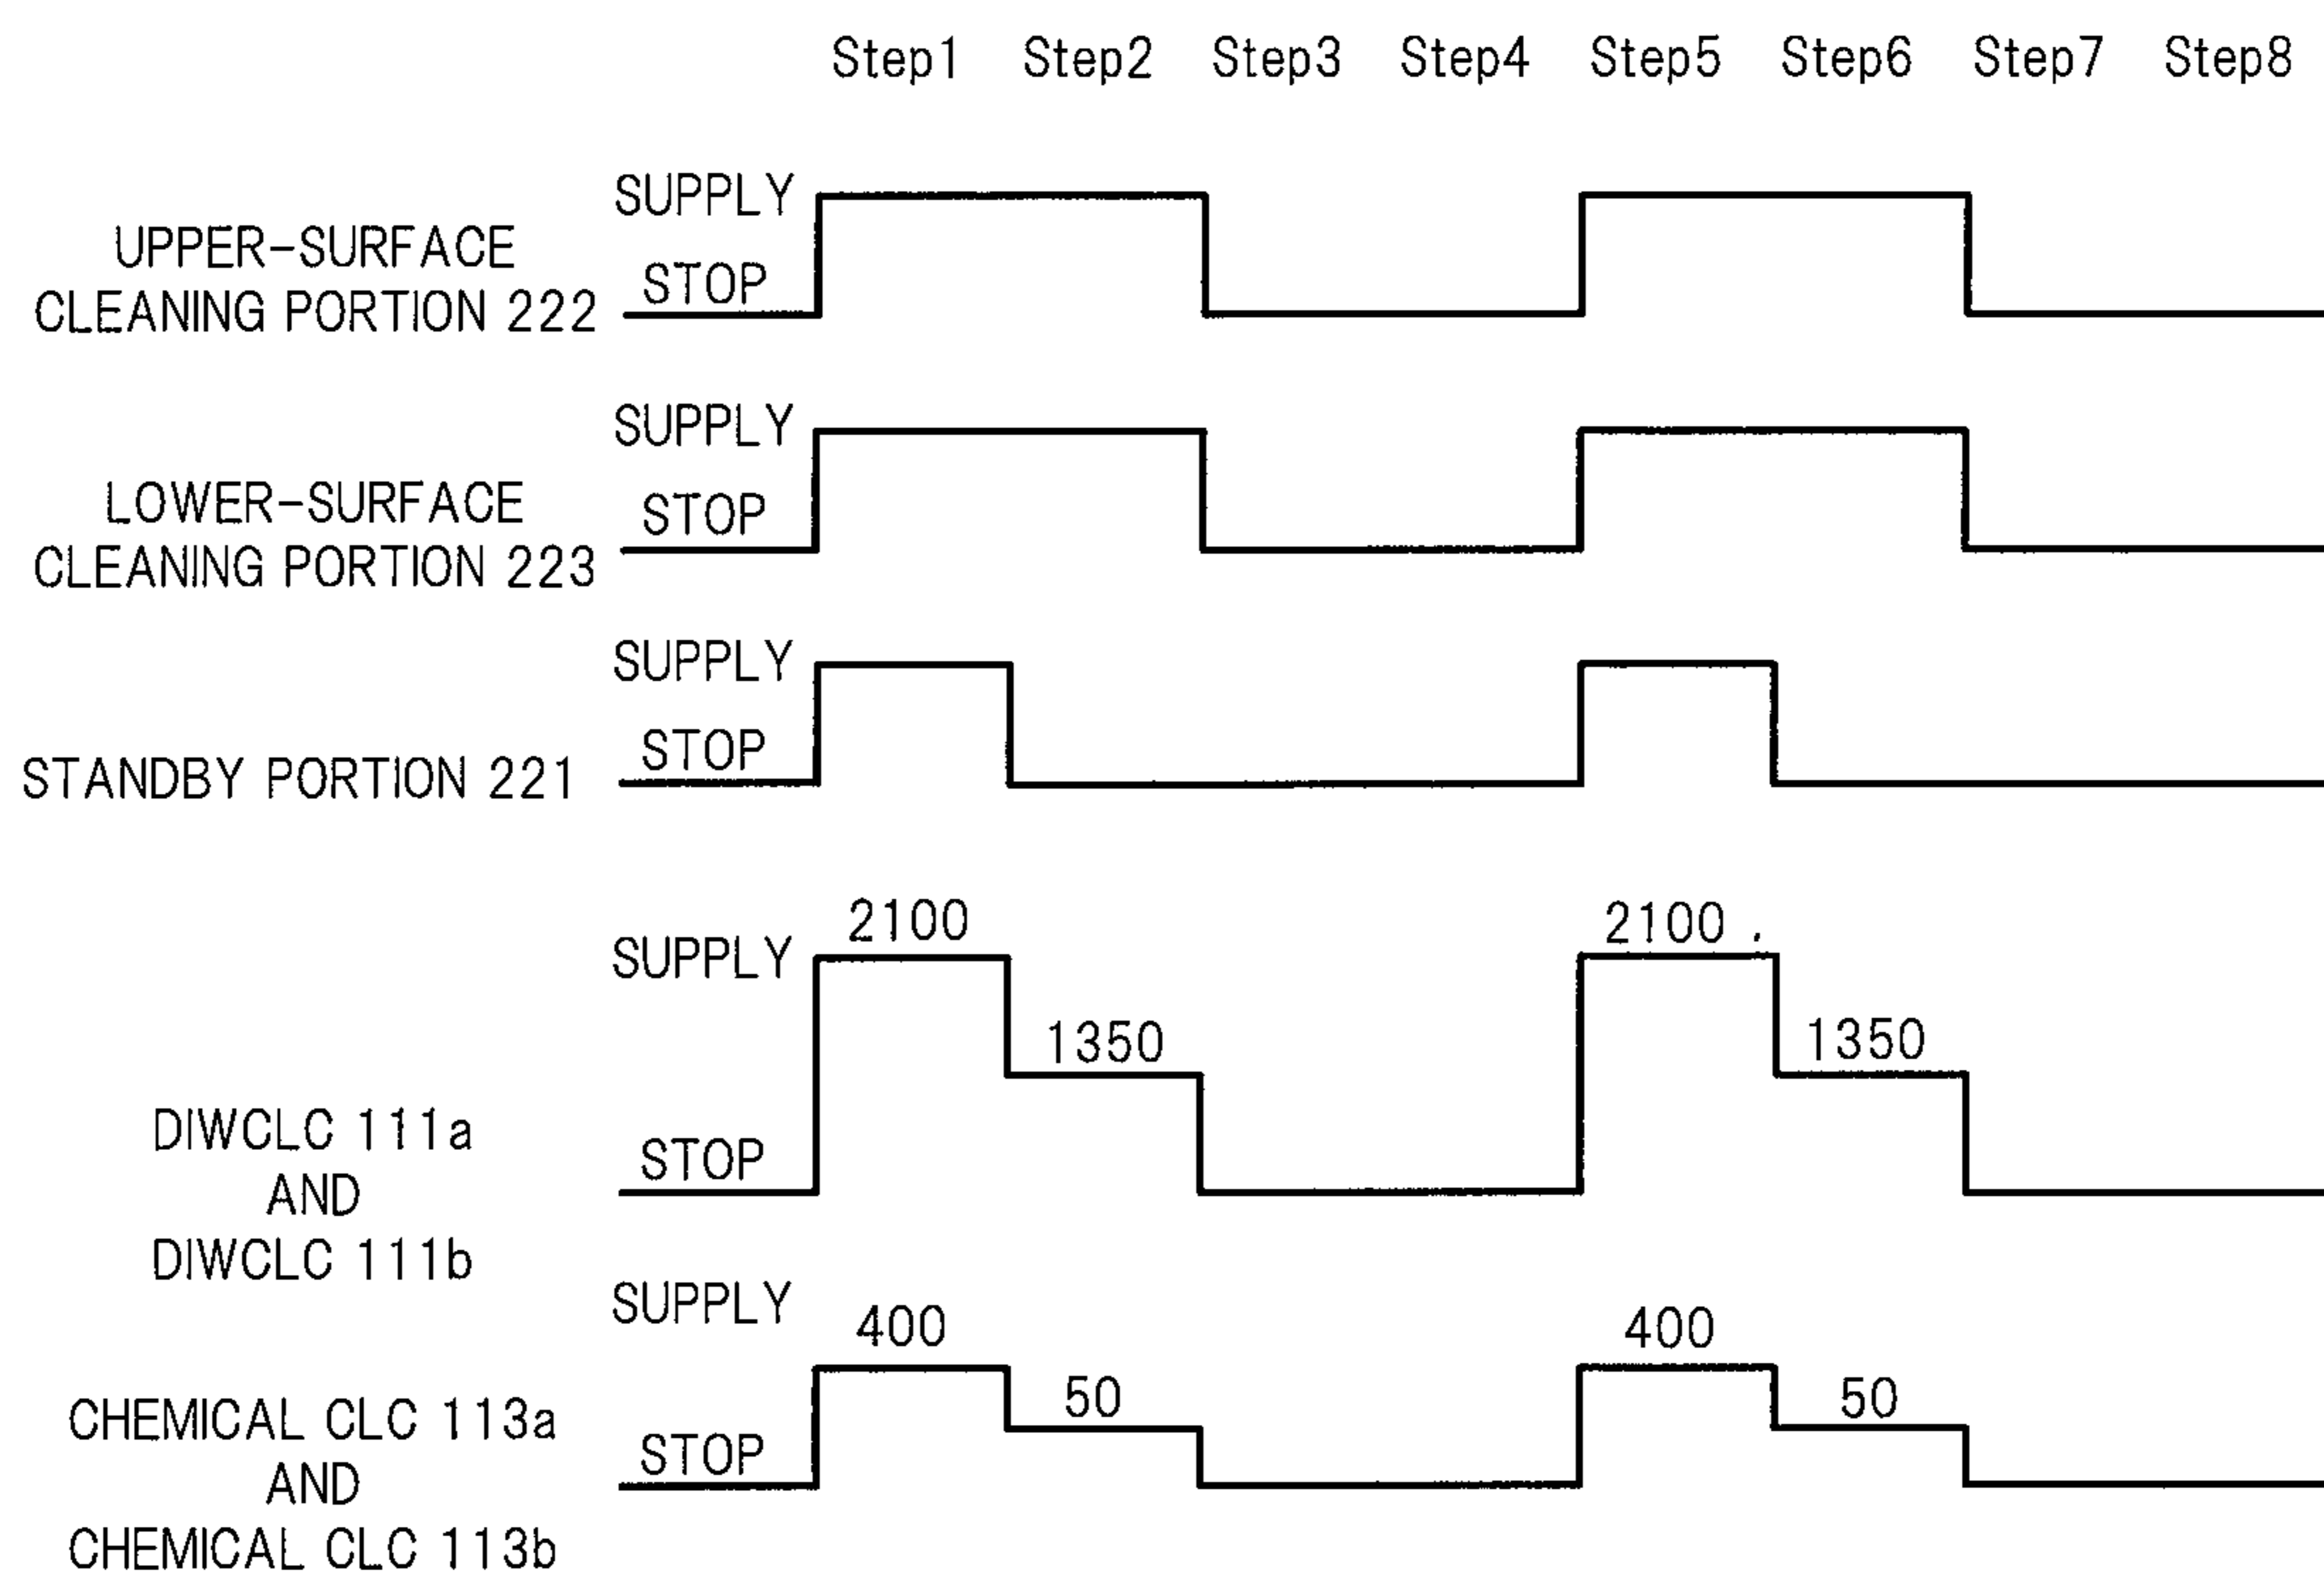 Step1 Step2 Step3 Step4 Step5 Step6 Step7 Step8
SUPPLY
UPPER-SURFACE
STOP
CLEANING PORTION 222
SUPPLY
LOWER-SURFACE
STOP
CLEANING PORTION 223
SUPPLY
STOP
STANDBY PORTION 221
2100 2100
SUPPLY
1350 1350
DIWCLC 111a
STOP
AND
DIWCLC 111b
SUPPLY
400 400
50 50
CHEMICAL CLC 113a
STOP
AND
CHEMICAL CLC 113b